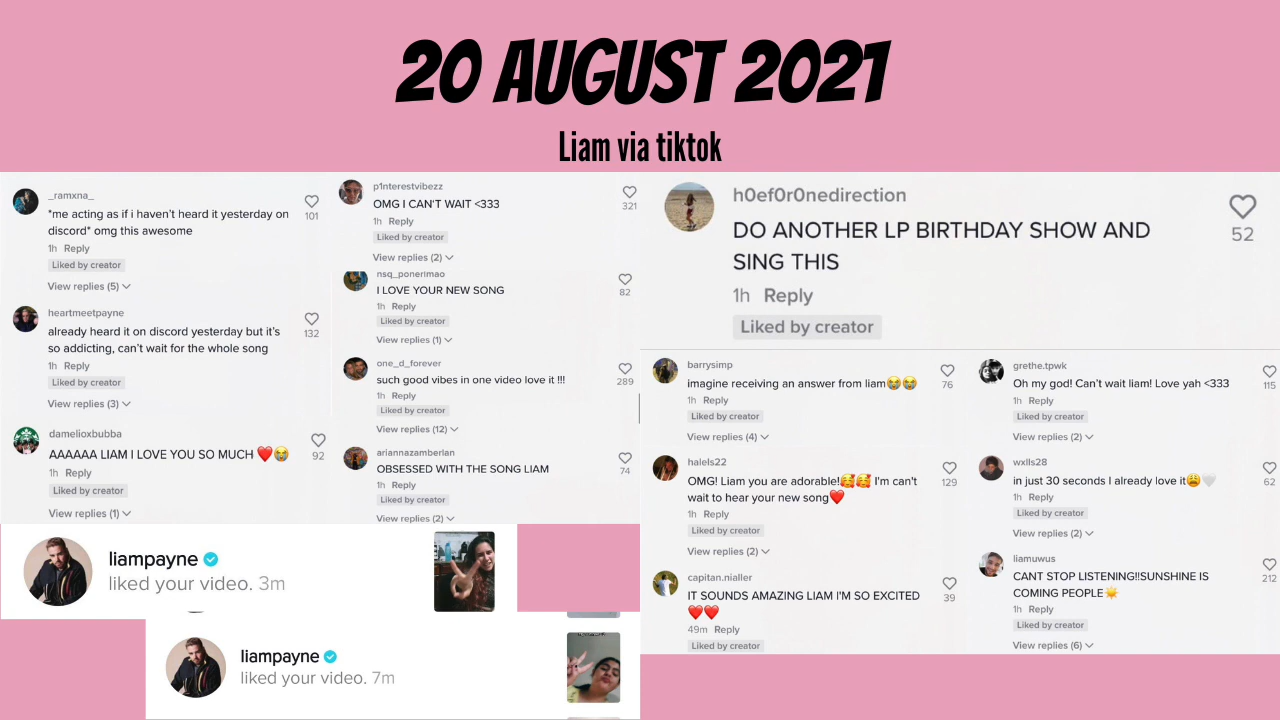 20 AUGUST 2021
Liam via tiktok
_ramxna_
*me acting as if i haven't heard it yesterday on
discord* omg this awesome
1h Reply
Liked by creator
View replies (5)
101
heartmeetpayne
already heard it on discord yesterday but it's
so addicting, can't wait for the whole song
1h Reply
Liked by creator
View replies (3)
132
damelioxbubba
AAAAAA LIAM I LOVE YOU SO MUCH ❤️😭
1h Reply
Liked by creator
View replies (1)
92
p1nterestvibezz
OMG I CAN'T WAIT <333
1h Reply
Liked by creator
View replies (2)
321
nsq_ponerlmao
I LOVE YOUR NEW SONG
1h Reply
Liked by creator
View replies (1)
82
one_d_forever
such good vibes in one video love it !!!
1h Reply
Liked by creator
View replies (12)
289
ariannazamberlan
OBSESSED WITH THE SONG LIAM
1h Reply
Liked by creator
View replies (2)
74
liampayne
liked your video. 3m
liampayne
liked your video. 7m
h0ef0r0nedirection
DO ANOTHER LP BIRTHDAY SHOW AND
SING THIS
1h Reply
Liked by creator
52
barrysimp
imagine receiving an answer from liam😭😭
1h Reply
Liked by creator
View replies (4)
76
halels22
OMG! Liam you are adorable!🥰🥰 I'm can't
wait to hear your new song❤️
1h Reply
Liked by creator
View replies (2)
129
capitan.nialler
IT SOUNDS AMAZING LIAM I'M SO EXCITED
❤️❤️
49m Reply
Liked by creator
39
grethe.tpwk
Oh my god! Can't wait liam! Love yah <333
1h Reply
Liked by creator
View replies (2)
115
wxlls28
in just 30 seconds I already love it😩🤍
1h Reply
Liked by creator
View replies (2)
62
liamuwus
CANT STOP LISTENING!!SUNSHINE IS
COMING PEOPLE☀️
1h Reply
Liked by creator
View replies (6)
212